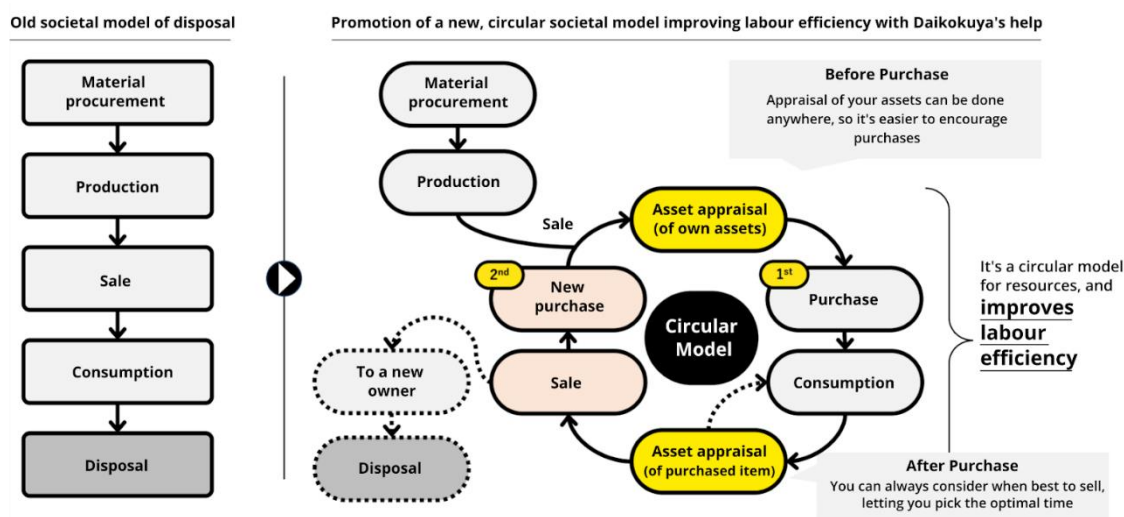 Old societal model of disposal
Material
procurement
Production
Sale
Consumption
Disposal
Promotion of a new, circular societal model improving labour efficiency with Daikokuya's help
Material
procurement
Production
Sale
Before Purchase
Appraisal of your assets can be done
anywhere, so it's easier to encourage
purchases
Asset appraisal
(of own assets)
1st
Purchase
Consumption
Asset appraisal
(of purchased item)
Sale
2nd
New
purchase
Circular
Model
To a new
owner
Disposal
It's a circular model
for resources, and
improves
labour
efficiency
After Purchase
You can always consider when best to sell,
letting you pick the optimal time